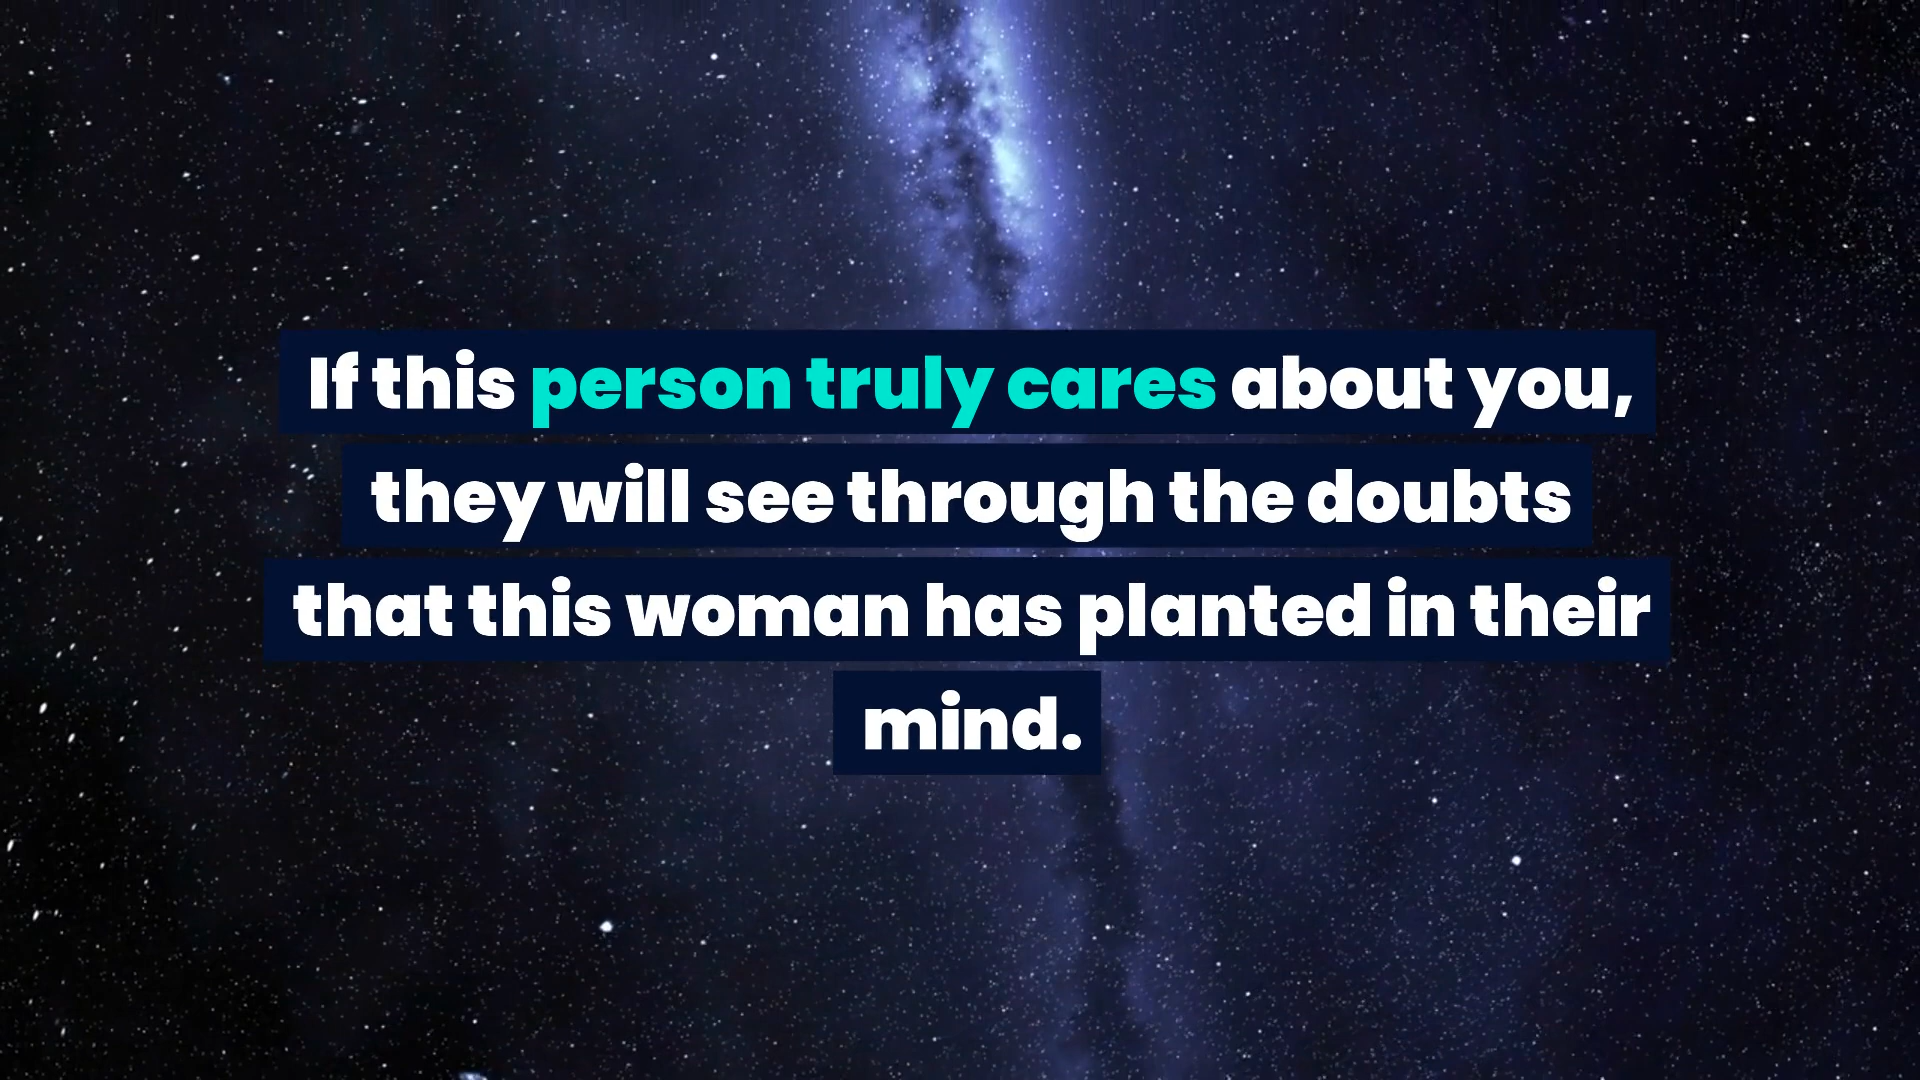 If this person truly cares about you,
they will see through the doubts
that this woman has planted in their
mind.